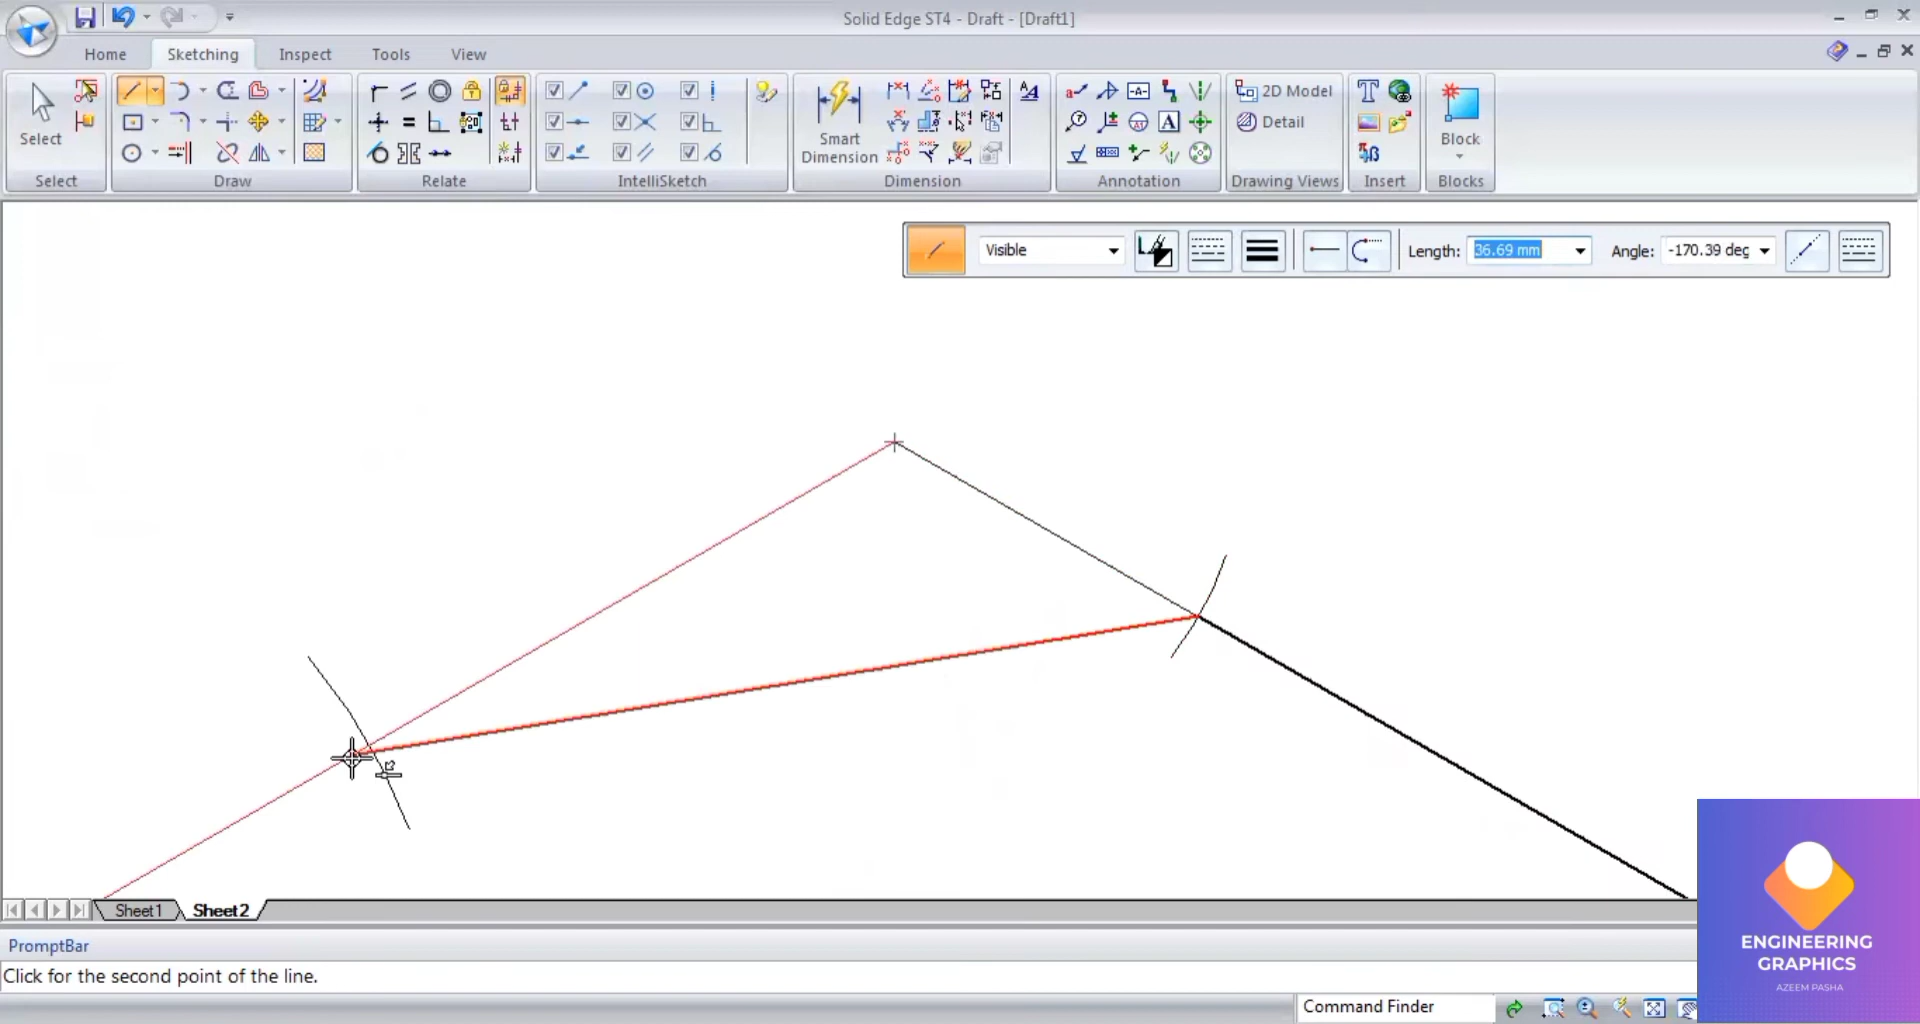 Solid Edge ST4 - Draft - [Draft1]
Home Sketching Inspect Tools View
Select
Smart
Dimension
A
-A-
A
T
2D Model
Detail
Block
Select Draw Relate IntelliSketch Dimension Annotation Drawing Views Insert Blocks
Visible Length: 36.69 mm Angle: -170.39 deg
Sheet1 Sheet2
PromptBar
Click for the second point of the line.
Command Finder
ENGINEERING
GRAPHICS
AZEEM PASHA